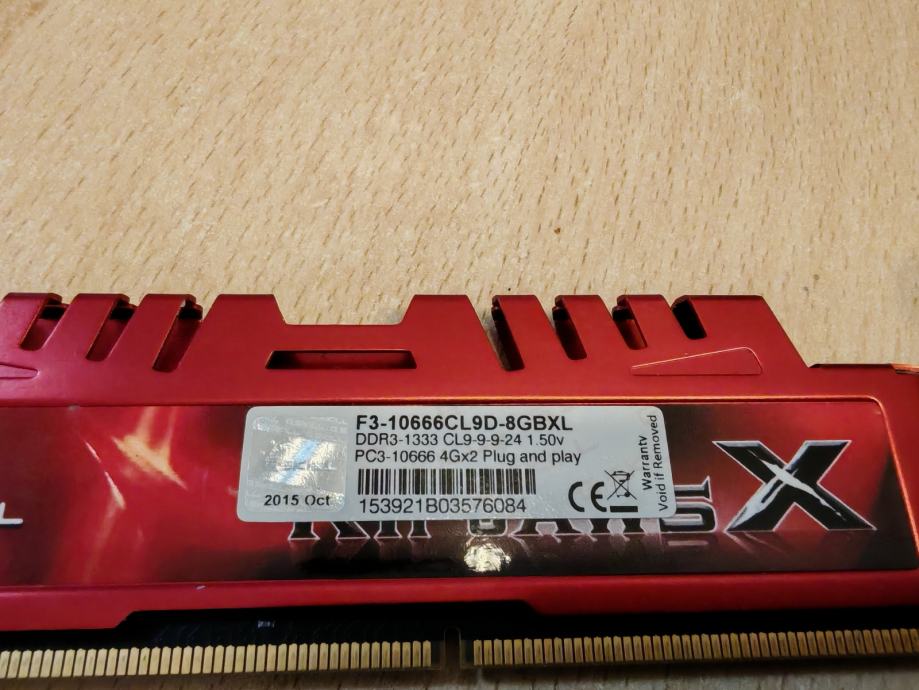 F3-10666CL9D-8GBXL
DDR3-1333 CL9-9-9-24 1.50v
PC3-10666 4Gx2 Plug and play
2015 Oct
153921B03576084
CE
Warranty
Void if Removed
X